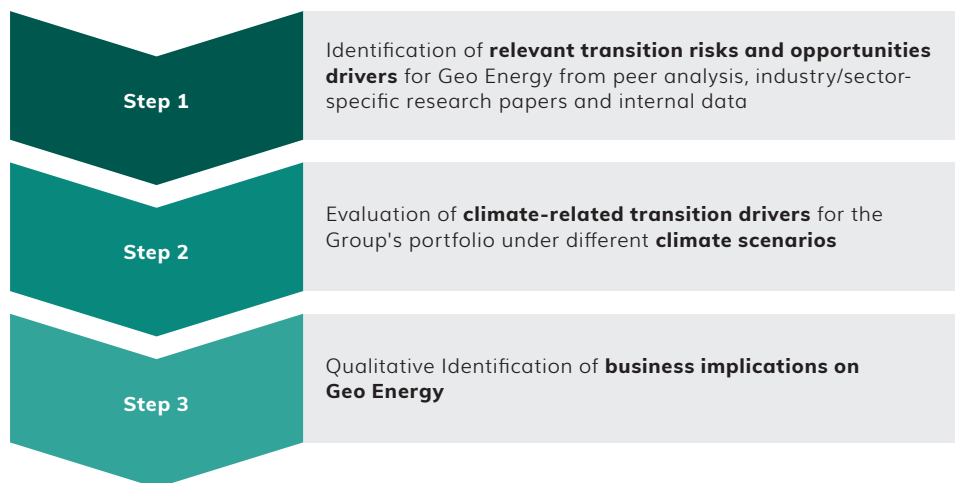 Step 1
Identification of relevant transition risks and opportunities
drivers for Geo Energy from peer analysis, industry/sector-
specific research papers and internal data
Step 2
Evaluation of climate-related transition drivers for the
Group's portfolio under different climate scenarios
Step 3
Qualitative Identification of business implications on
Geo Energy